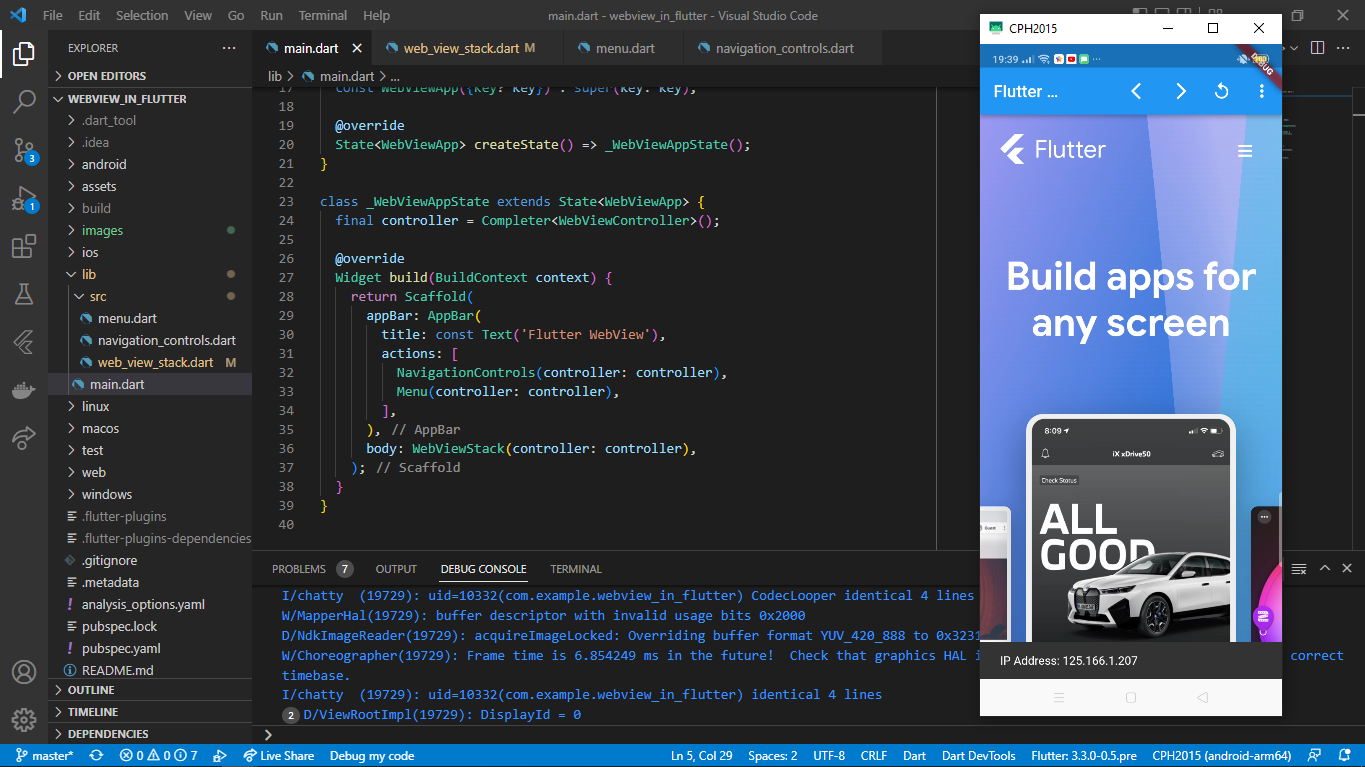 File Edit Selection View Go Run Terminal Help
main.dart - webview_in_flutter - Visual Studio Code
EXPLORER
OPEN EDITORS
WEBVIEW_IN_FLUTTER
.dart_tool
.idea
android
assets
build
images
ios
lib
src
menu.dart
navigation_controls.dart
web_view_stack.dart M
main.dart
linux
macos
test
web
windows
.flutter-plugins
.flutter-plugins-dependencies
.gitignore
.metadata
analysis_options.yaml
pubspec.lock
pubspec.yaml
README.md
OUTLINE
TIMELINE
DEPENDENCIES
3
1
main.dart
web_view_stack.dart M
menu.dart
navigation_controls.dart
lib > main.dart > ...
17 const WebViewApp({Key? key}) : super(key: key);
18
19 @override
20 State<WebViewApp> createState() => _WebViewAppState();
21 }
22
23 class _WebViewAppState extends State<WebViewApp> {
24 final controller = Completer<WebViewController>();
25
26 @override
27 Widget build(BuildContext context) {
28 return Scaffold(
29 appBar: AppBar(
30 title: const Text('Flutter WebView'),
31 actions: [
32 NavigationControls(controller: controller),
33 Menu(controller: controller),
34 ],
35 ), // AppBar
36 body: WebViewStack(controller: controller),
37 ); // Scaffold
38 }
39 }
40
PROBLEMS 7 OUTPUT DEBUG CONSOLE TERMINAL
I/chatty (19729): uid=10332(com.example.webview_in_flutter) CodecLooper identical 4 lines
W/MapperHal(19729): buffer descriptor with invalid usage bits 0x2000
D/NdkImageReader(19729): acquireImageLocked: Overriding buffer format YUV_420_888 to 0x3231
W/Choreographer(19729): Frame time is 6.854249 ms in the future! Check that graphics HAL i correct
timebase.
I/chatty (19729): uid=10332(com.example.webview_in_flutter) identical 4 lines
2 D/ViewRootImpl(19729): DisplayId = 0
CPH2015
19:39
DEBUG
Flutter ...
Flutter
Build apps for
any screen
8:09
iX xDrive50
Check Status
ALL
GOOD
IP Address: 125.166.1.207
master* 0 0 7 Live Share Debug my code
Ln 5, Col 29 Spaces: 2 UTF-8 CRLF Dart Dart DevTools Flutter: 3.3.0-0.5.pre CPH2015 (android-arm64)